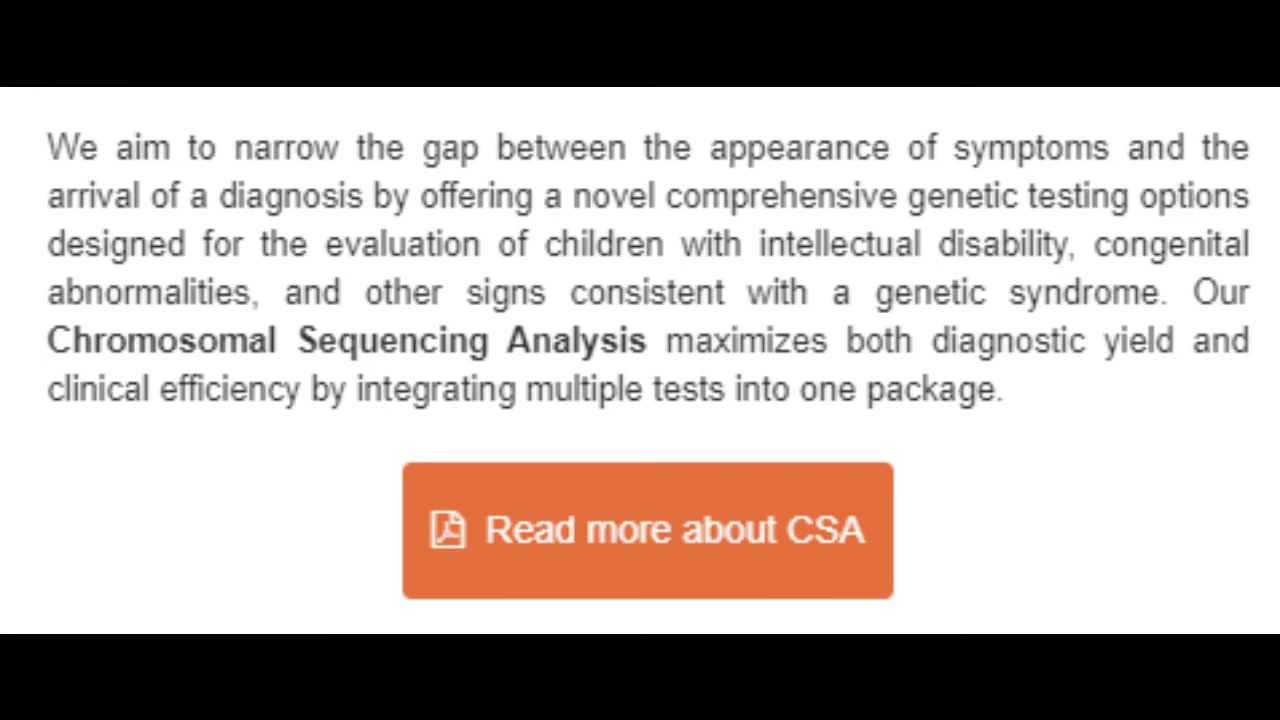 We aim to narrow the gap between the appearance of symptoms and the
arrival of a diagnosis by offering a novel comprehensive genetic testing options
designed for the evaluation of children with intellectual disability, congenital
abnormalities, and other signs consistent with a genetic syndrome. Our
Chromosomal Sequencing Analysis maximizes both diagnostic yield and
clinical efficiency by integrating multiple tests into one package.
Read more about CSA